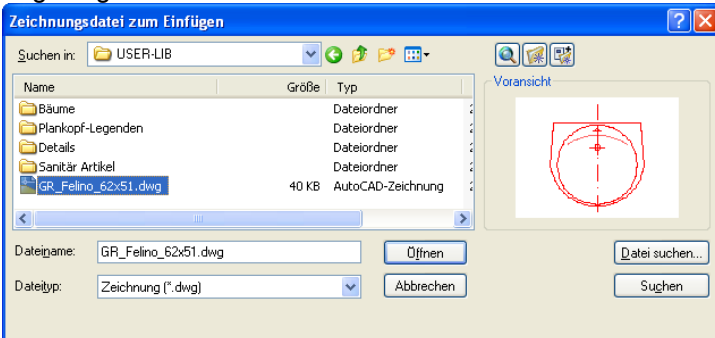 Zeichnungsdatei zum Einfügen
Suchen in: USER-LIB
Name Größe Typ
Voransicht
Bäume Dateiordner
Plankopf-Legenden Dateiordner
Details Dateiordner
Sanitär Artikel Dateiordner
GR_Felino_62x51.dwg 40 KB AutoCAD-Zeichnung
Dateiname: GR_Felino_62x51.dwg Öffnen Datei suchen...
Dateityp: Zeichnung (*.dwg) Abbrechen Suchen